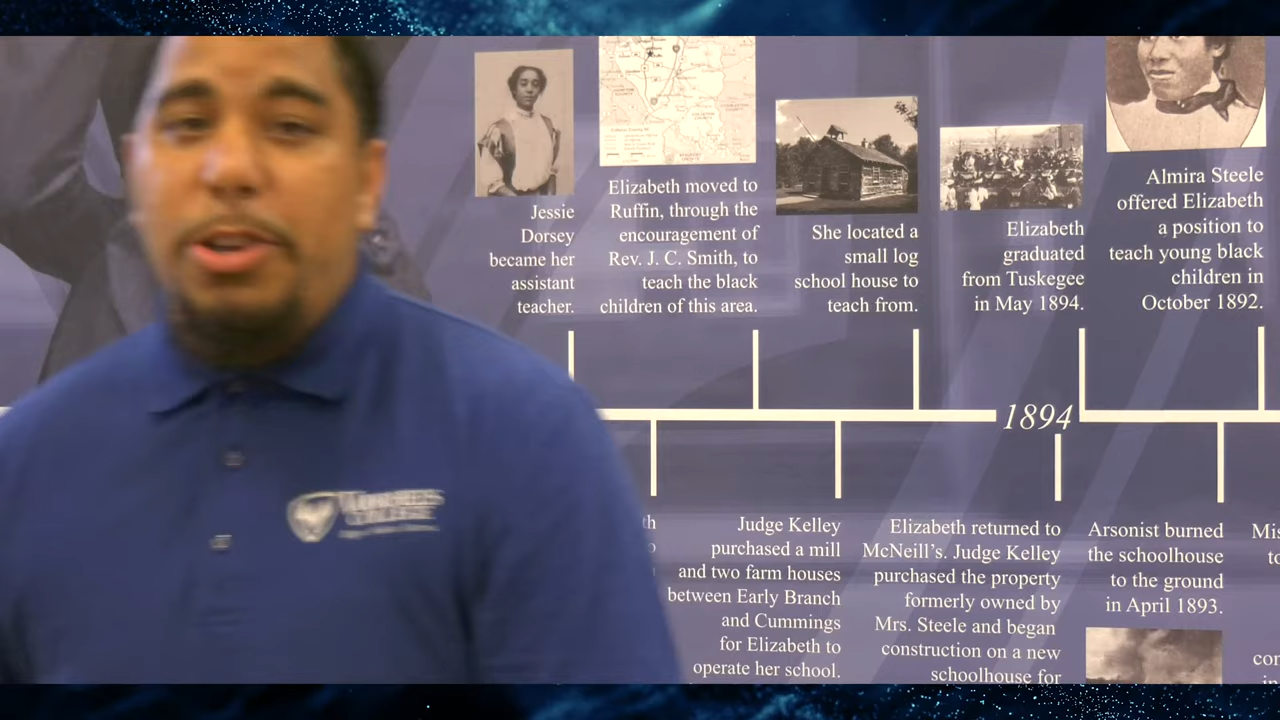 Jessie
Dorsey
became her
assistant
teacher.
Elizabeth moved to
Ruffin, through the
encouragement of
Rev. J. C. Smith, to
teach the black
children of this area.
She located a
small log
school house to
teach from.
Elizabeth
graduated
from Tuskegee
in May 1894.
Almira Steele
offered Elizabeth
a position to
teach young black
children in
October 1892.
1894
Judge Kelley
purchased a mill
and two farm houses
between Early Branch
and Cummings
for Elizabeth to
operate her school.
Elizabeth returned to
McNeill's. Judge Kelley
purchased the property
formerly owned by
Mrs. Steele and began
construction on a new
schoolhouse for
Arsonist burned
the schoolhouse
to the ground
in April 1893.
COLLEGE